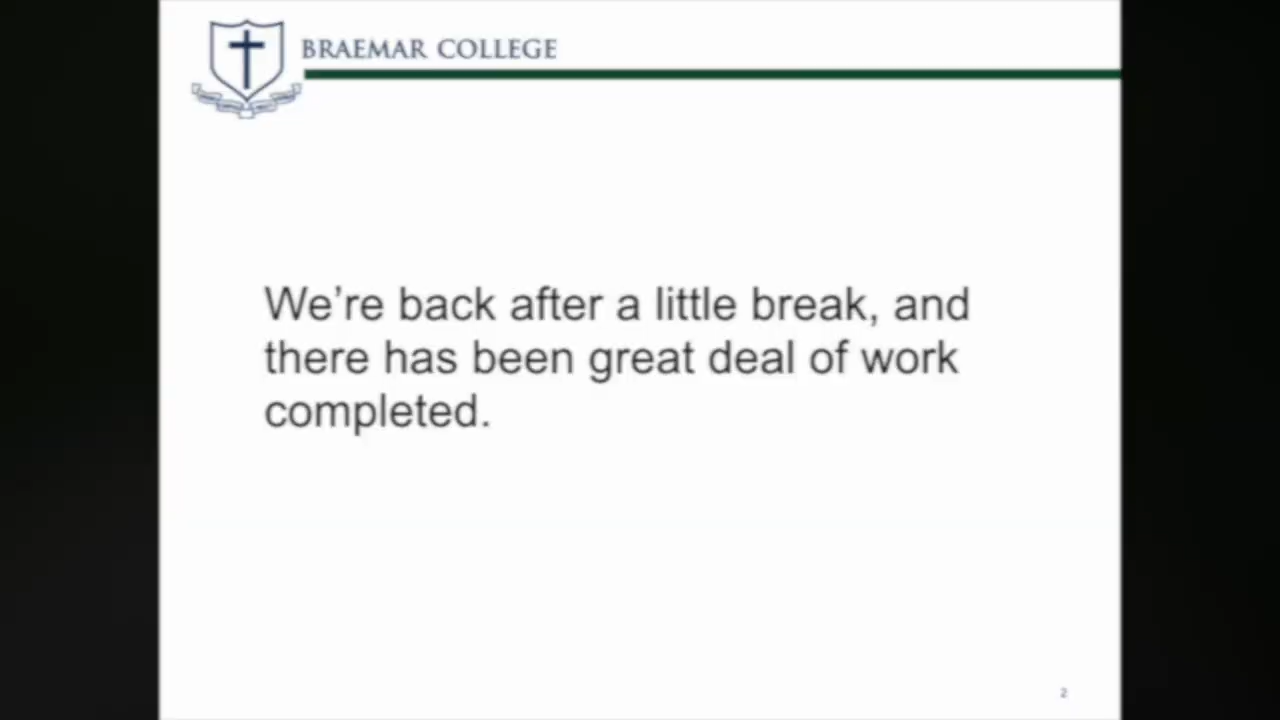 BRAEMAR COLLEGE
We're back after a little break, and
there has been great deal of work
completed.
2